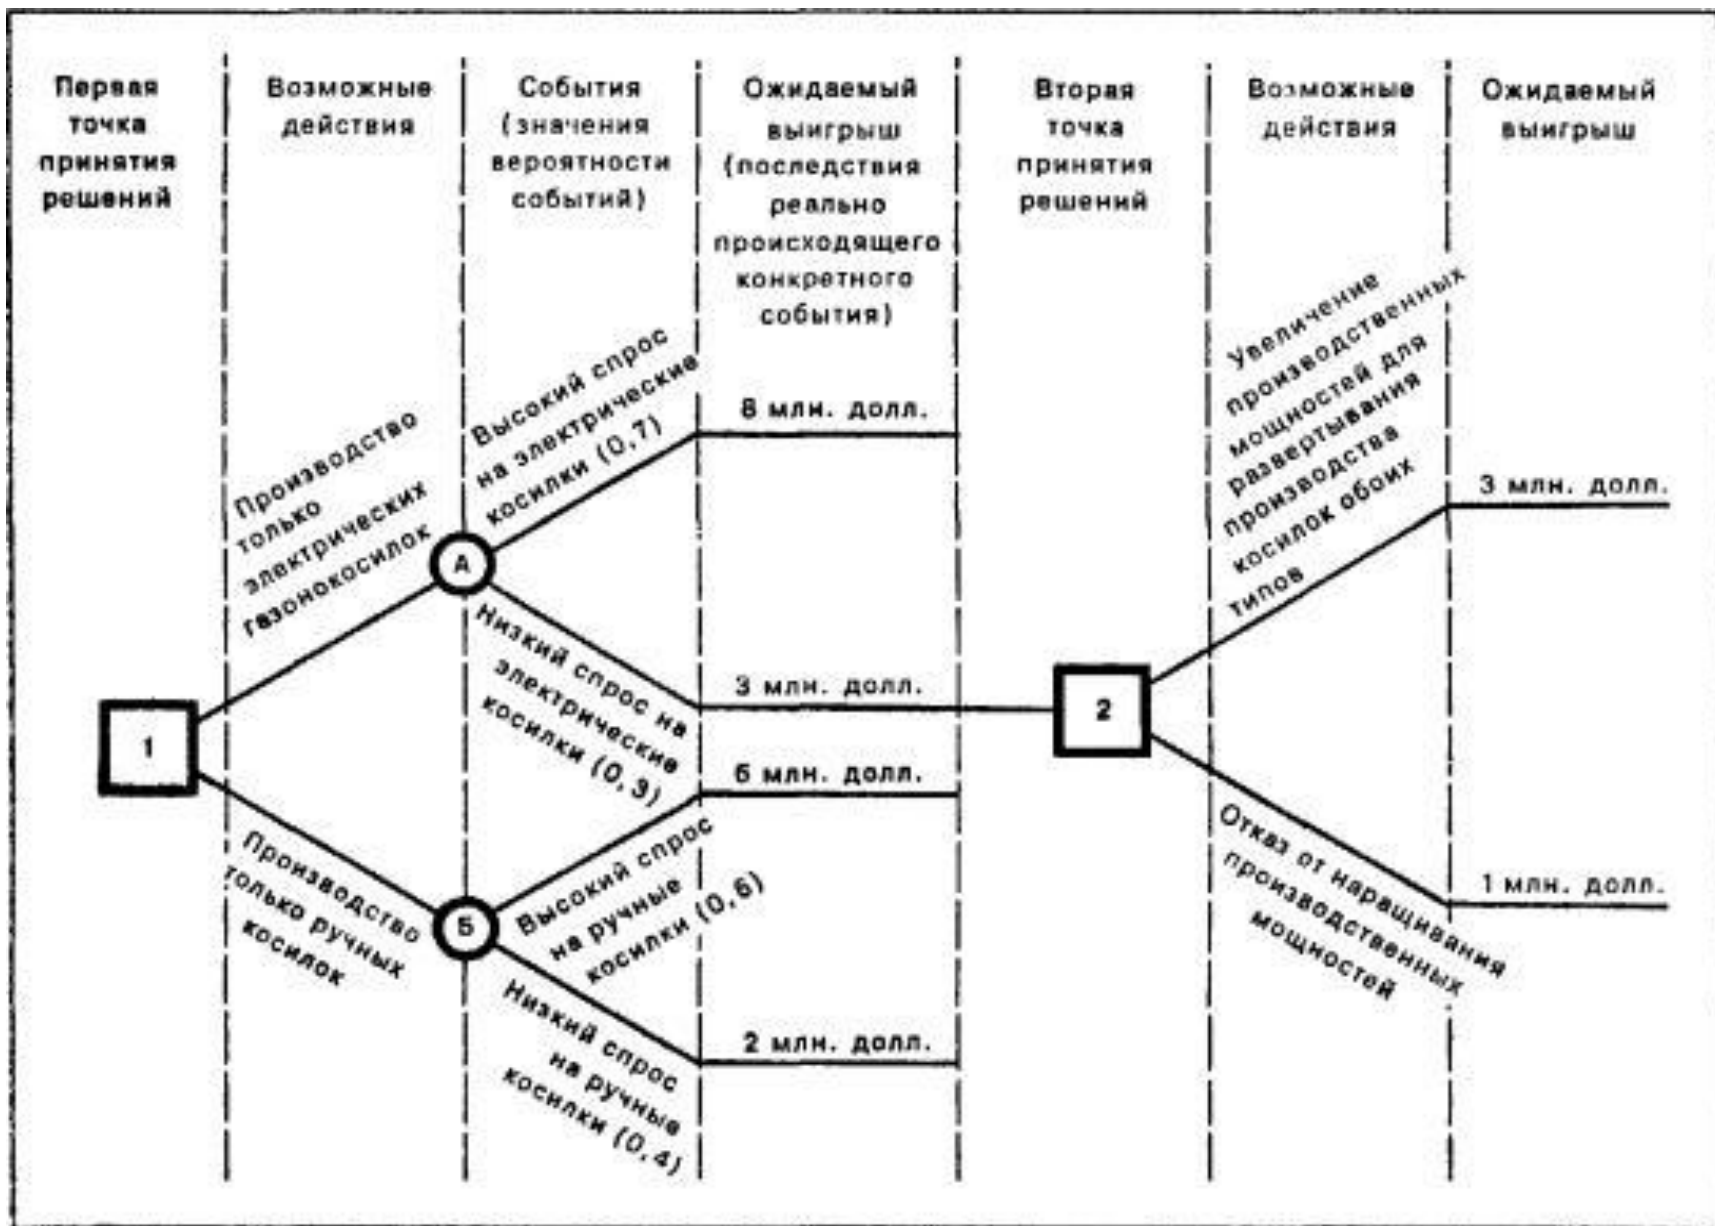 Первая
точка
принятия
решений
Возможные
действия
События
(значения
вероятности
событий)
Ожидаемый
выигрыш
(последствия
реально
происходящего
конкретного
события)
Вторая
точка
принятия
решений
Возможные
действия
Ожидаемый
выигрыш
Производство
только
электрических
газонокосилок
Высокий спрос
на электрические
косилки (0,7)
8 млн. долл.
А
Низкий спрос на
электрические
косилки (0,3)
3 млн. долл.
1
2
Увеличение
производственных
мощностей для
развертывания
производства
косилок обоих
типов
3 млн. долл.
Отказ от наращивания
производственных
мощностей
1 млн. долл.
Производство
только ручных
косилок
Б
Высокий спрос
на ручные
косилки (0,6)
6 млн. долл.
Низкий спрос
на ручные
косилки (0,4)
2 млн. долл.